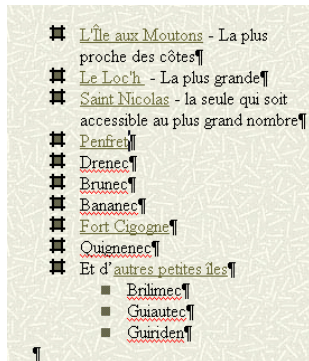 L'Île aux Moutons - La plus
proche des côtes¶
Le Loc'h - La plus grande¶
Saint Nicolas - la seule qui soit
accessible au plus grand nombre¶
Penfret¶
Drenec¶
Brunec¶
Bananec¶
Fort Cigogne¶
Quignenec¶
Et d'autres petites îles¶
Brilimec¶
Guiautec¶
Guiriden¶
¶